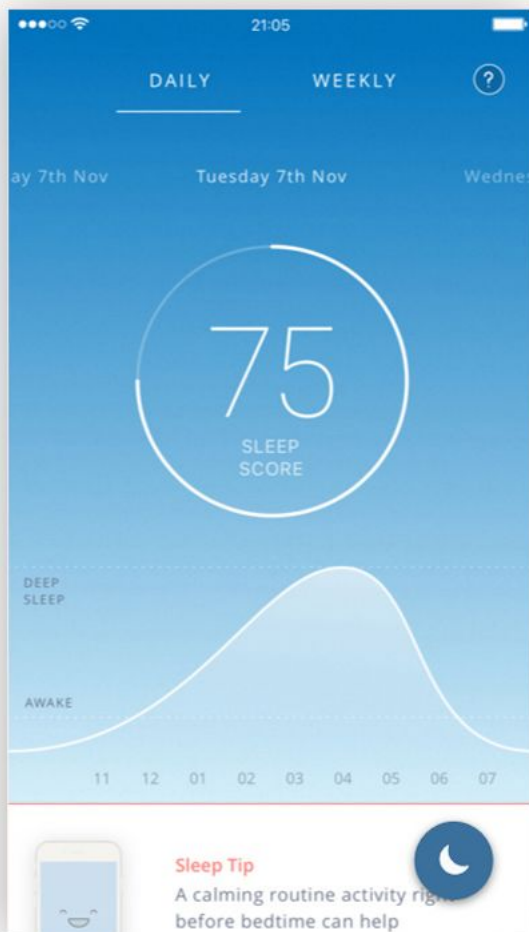 21:05
DAILY WEEKLY ?
ay 7th Nov Tuesday 7th Nov Wednes
75
SLEEP
SCORE
DEEP
SLEEP
AWAKE
11 12 01 02 03 04 05 06 07
Sleep Tip
A calming routine activity right
before bedtime can help